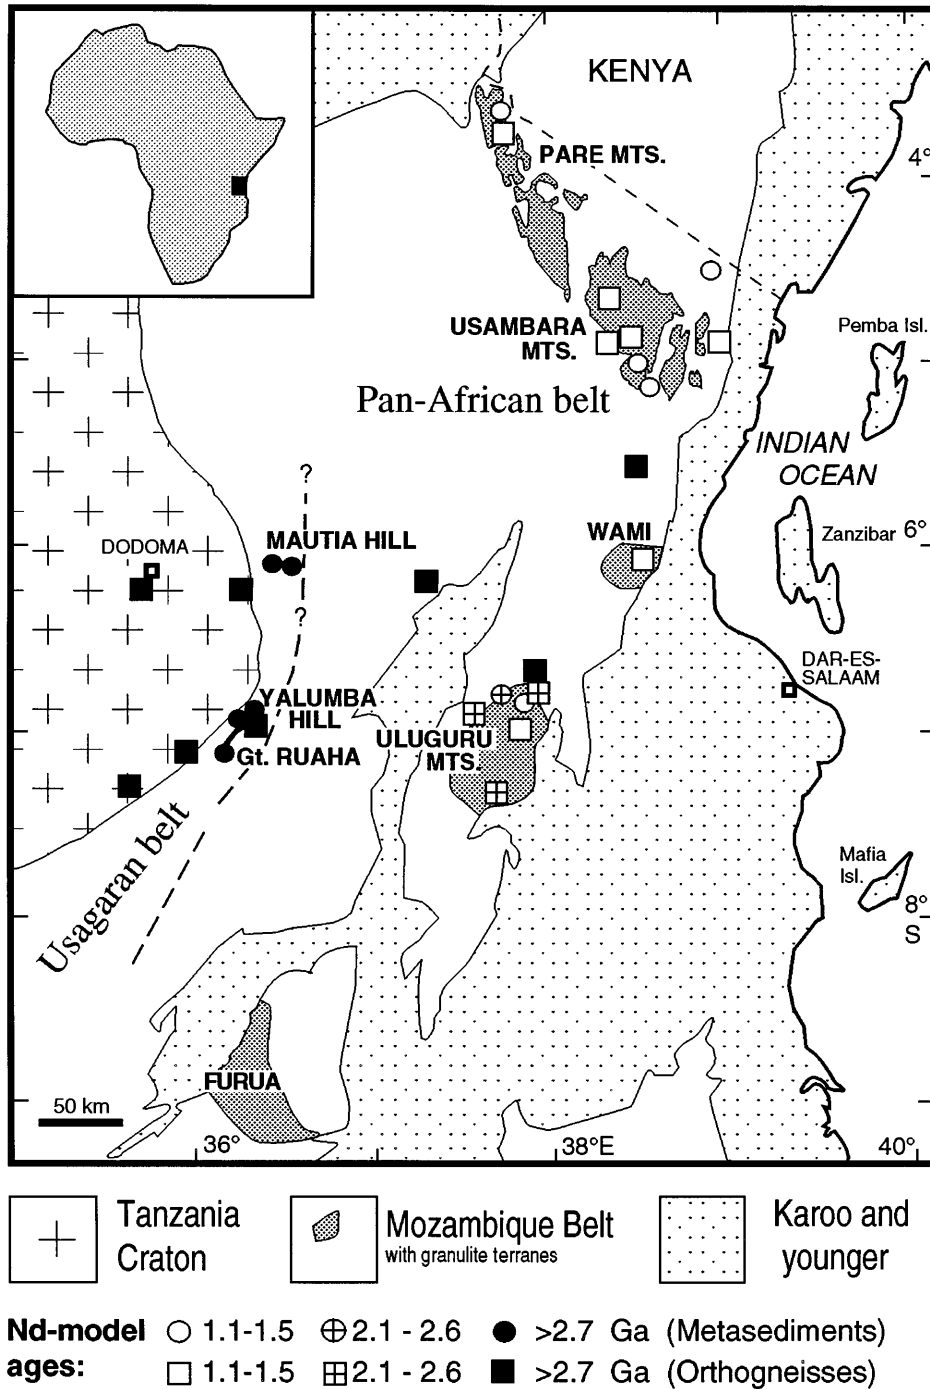 KENYA
PARE MTS.
4°
USAMBARA
MTS.
Pemba Isl.
Pan-African belt
INDIAN
OCEAN
?
WAMI
Zanzibar
6°
MAUTIA HILL
DODOMA
?
DAR-ES-
SALAAM
YALUMBA
HILL
ULUGURU
MTS.
Gt. RUAHA
Usagaran belt
Mafia
Isl.
8°
S
FURUA
50 km
36°
38°E
40°
Tanzania
Craton
Mozambique Belt
with granulite terranes
Karoo and
younger
Nd-model
ages:
1.1-1.5 2.1 - 2.6 >2.7 Ga (Metasediments)
1.1-1.5 2.1 - 2.6 >2.7 Ga (Orthogneisses)